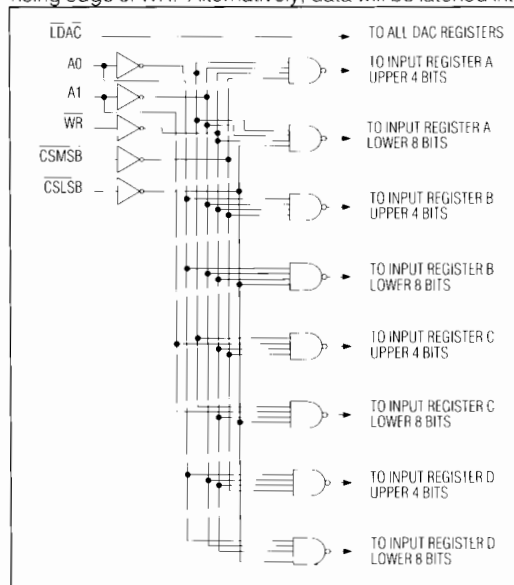 rising edge of WR. Alternatively, data will be latched int
LDAC
TO ALL DAC REGISTERS
A0
TO INPUT REGISTER A
UPPER 4 BITS
A1
TO INPUT REGISTER A
LOWER 8 BITS
WR
CSMSB
CSLSB
TO INPUT REGISTER B
UPPER 4 BITS
TO INPUT REGISTER B
LOWER 8 BITS
TO INPUT REGISTER C
UPPER 4 BITS
TO INPUT REGISTER C
LOWER 8 BITS
TO INPUT REGISTER D
UPPER 4 BITS
TO INPUT REGISTER D
LOWER 8 BITS